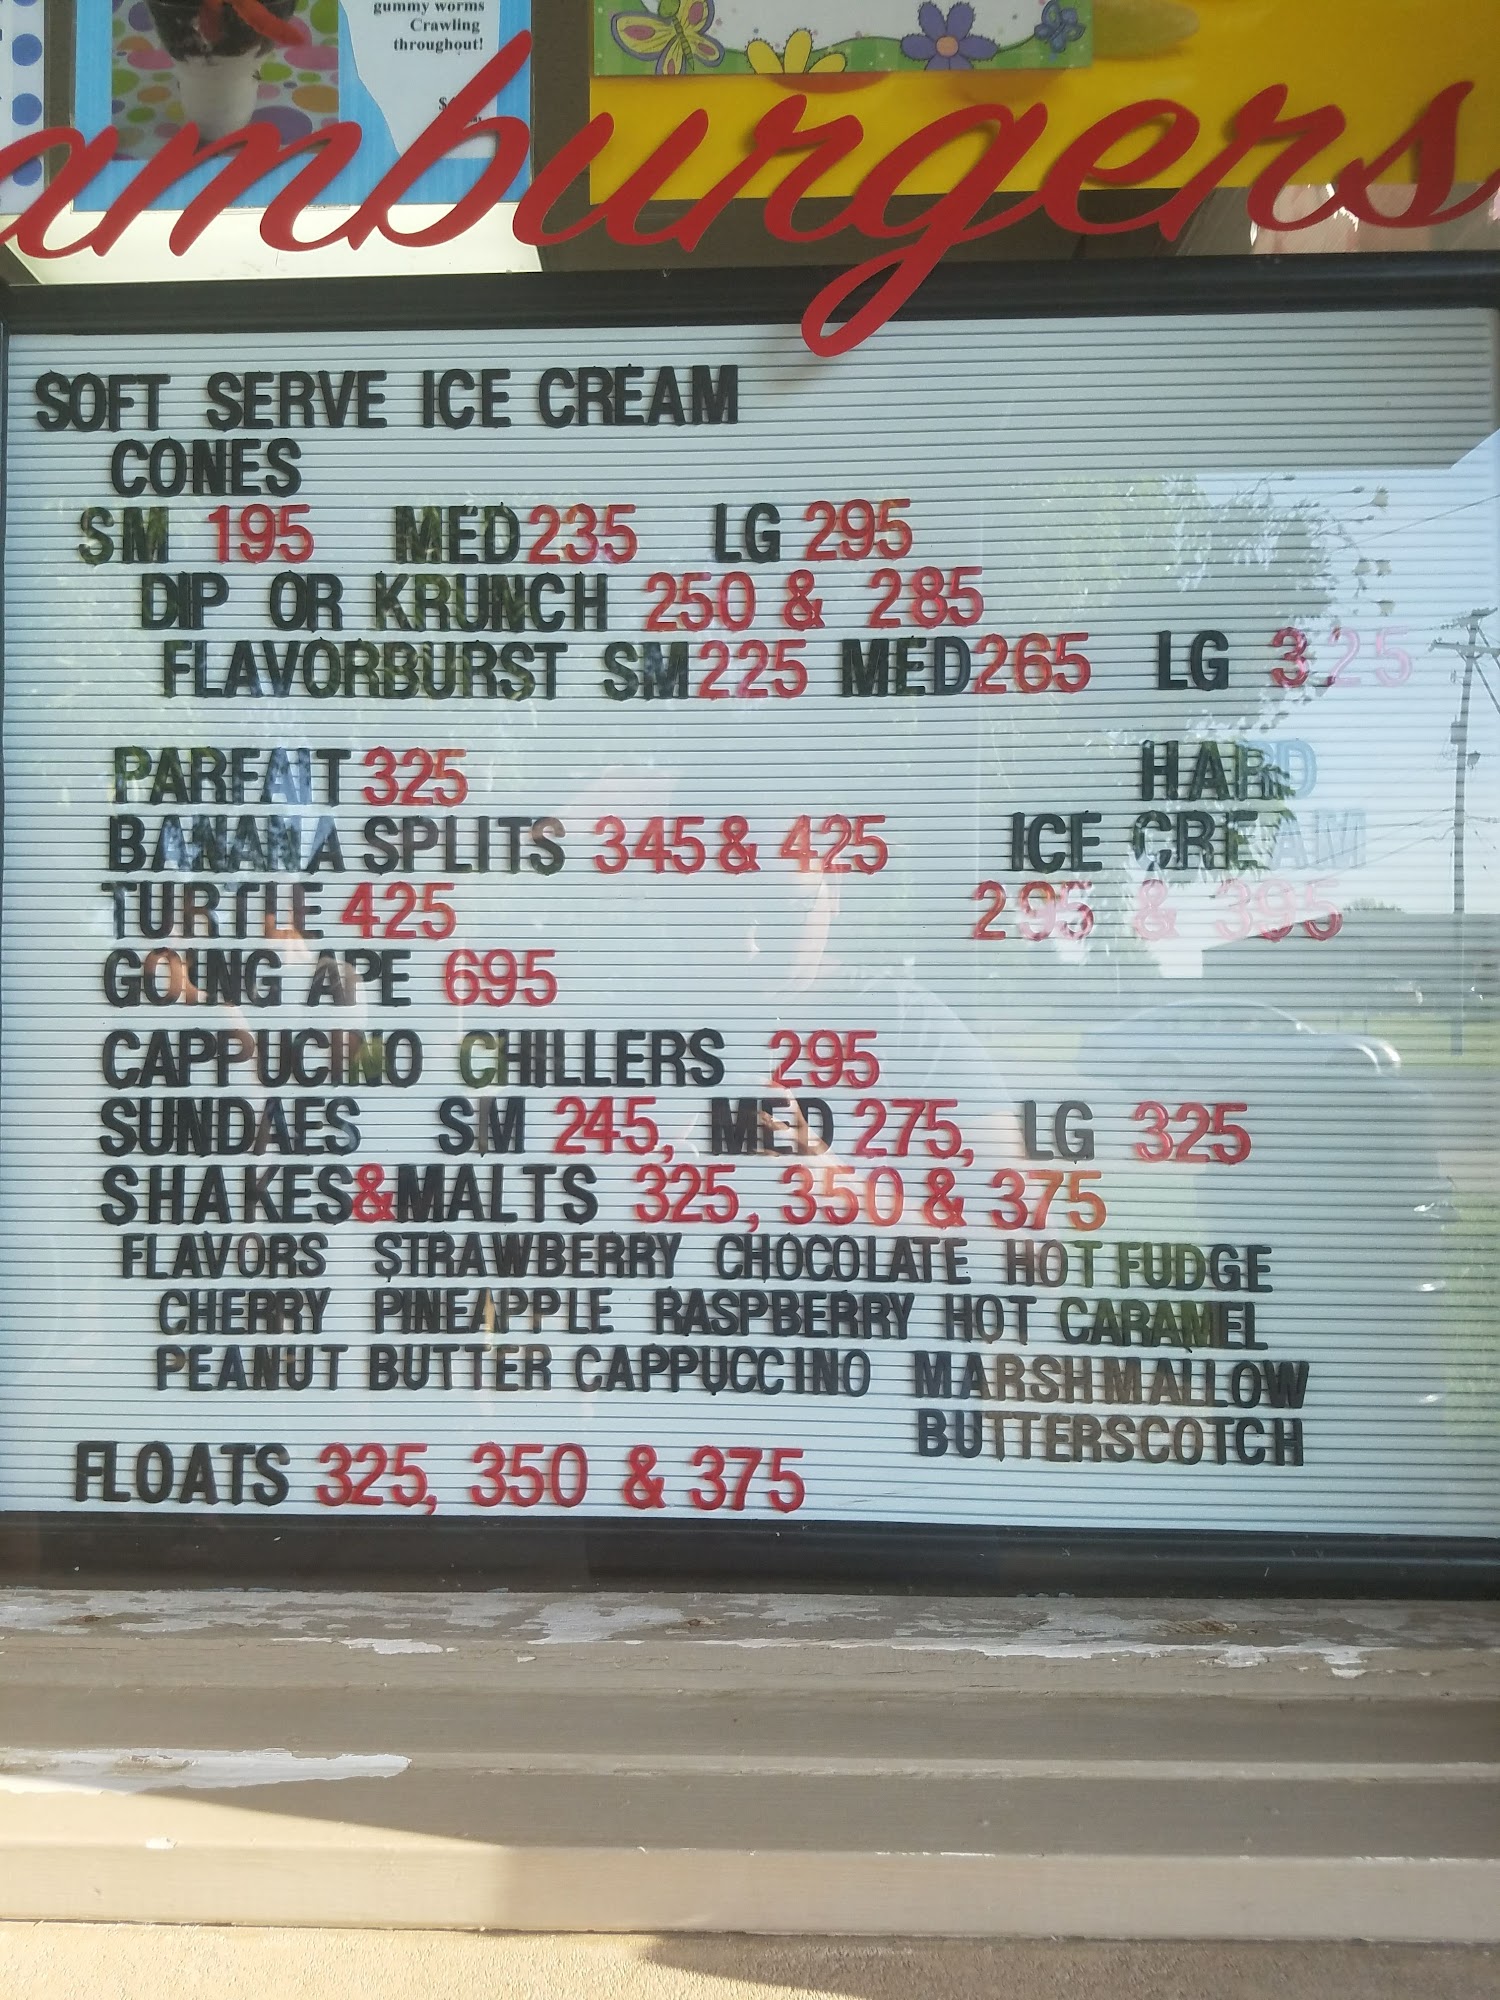 gummy worms
Crawling
throughout!
amburgers
SOFT SERVE ICE CREAM
CONES
SM 195 MED 235 LG 295
DIP OR KRUNCH 250 & 285
FLAVORBURST SM 225 MED 265 LG 325
PARFAIT 325
BANANA SPLITS 345 & 425
TURTLE 425
GOING APE 695
HARD
ICE CREAM
295 & 395
CAPPUCINO CHILLERS 295
SUNDAES SM 245, MED 275, LG 325
SHAKES&MALTS 325, 350 & 375
FLAVORS STRAWBERRY CHOCOLATE HOT FUDGE
CHERRY PINEAPPLE RASPBERRY HOT CARAMEL
PEANUT BUTTER CAPPUCCINO MARSHMALLOW
BUTTERSCOTCH
FLOATS 325, 350 & 375